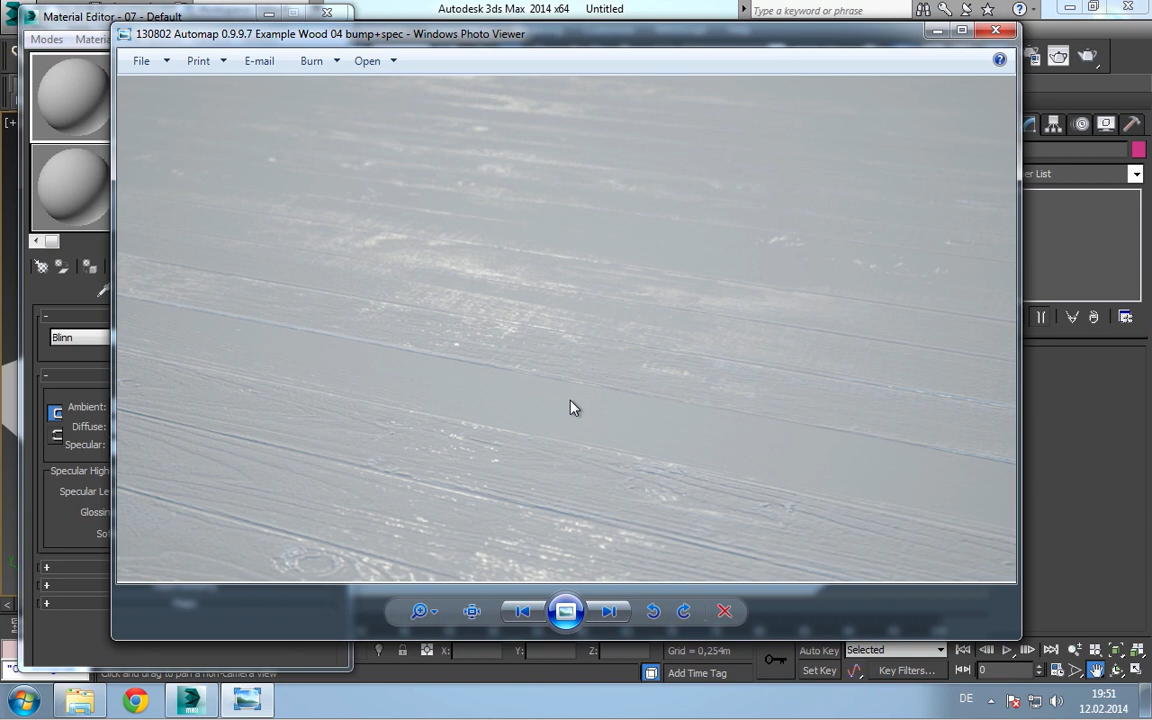 Material Editor - 07 - Default
Autodesk 3ds Max 2014 x64
Untitled
Type a keyword or phrase
130802 Automap 0.9.9.7 Example Wood 04 bump+spec - Windows Photo Viewer
Modes
File
Print
E-mail
Burn
Open
Blinn
Ambient:
Diffuse:
Specular:
Specular High
Specular Le
Glossin
Sof
er List
X:
Y:
Z:
Grid = 0,254m
Add Time Tag
Auto Key
Selected
Set Key
Key Filters...
0
Click and drag to pan a non-camera view
DE
19:51
12.02.2014